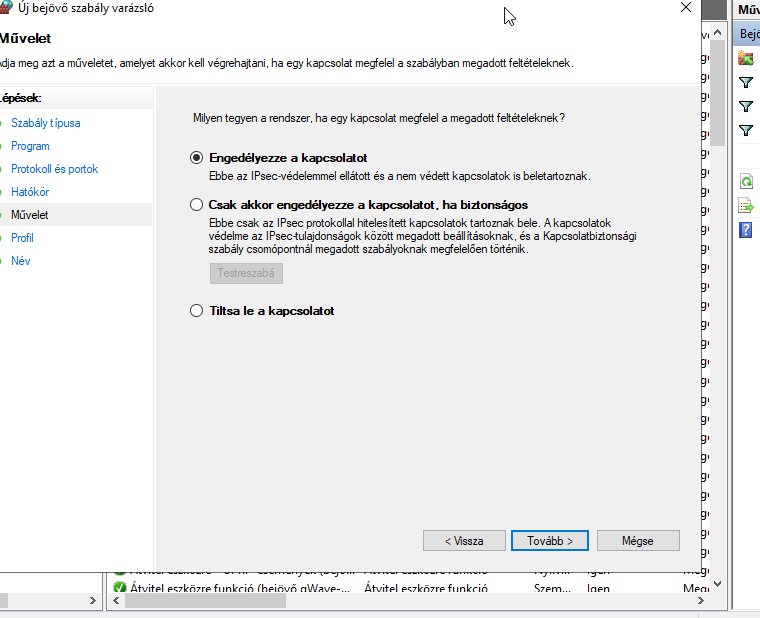 Új bejövő szabály varázsló
Művelet
Adja meg azt a műveletet, amelyet akkor kell végrehajtani, ha egy kapcsolat megfelel a szabályban megadott feltételeknek.
Lépések:
Szabály típusa
Program
Protokoll és portok
Hatókör
Művelet
Profil
Név
Milyen tegyen a rendszer, ha egy kapcsolat megfelel a megadott feltételeknek?
Engedélyezze a kapcsolatot
Ebbe az IPsec-védelemmel ellátott és a nem védett kapcsolatok is beletartoznak.
Csak akkor engedélyezze a kapcsolatot, ha biztonságos
Ebbe csak az IPsec protokollal hitelesített kapcsolatok tartoznak bele. A kapcsolatok
védelme az IPsec-tulajdonságok között megadott beállításoknak, és a Kapcsolatbiztonsági
szabály csomópontnál megadott szabályoknak megfelelően történik.
Testreszabá
Tiltsa le a kapcsolatot
< Vissza
Tovább >
Mégse
Átvitel eszközre funkció (bejövő qWave-... Átvitel eszközre funkció Szem... Igen